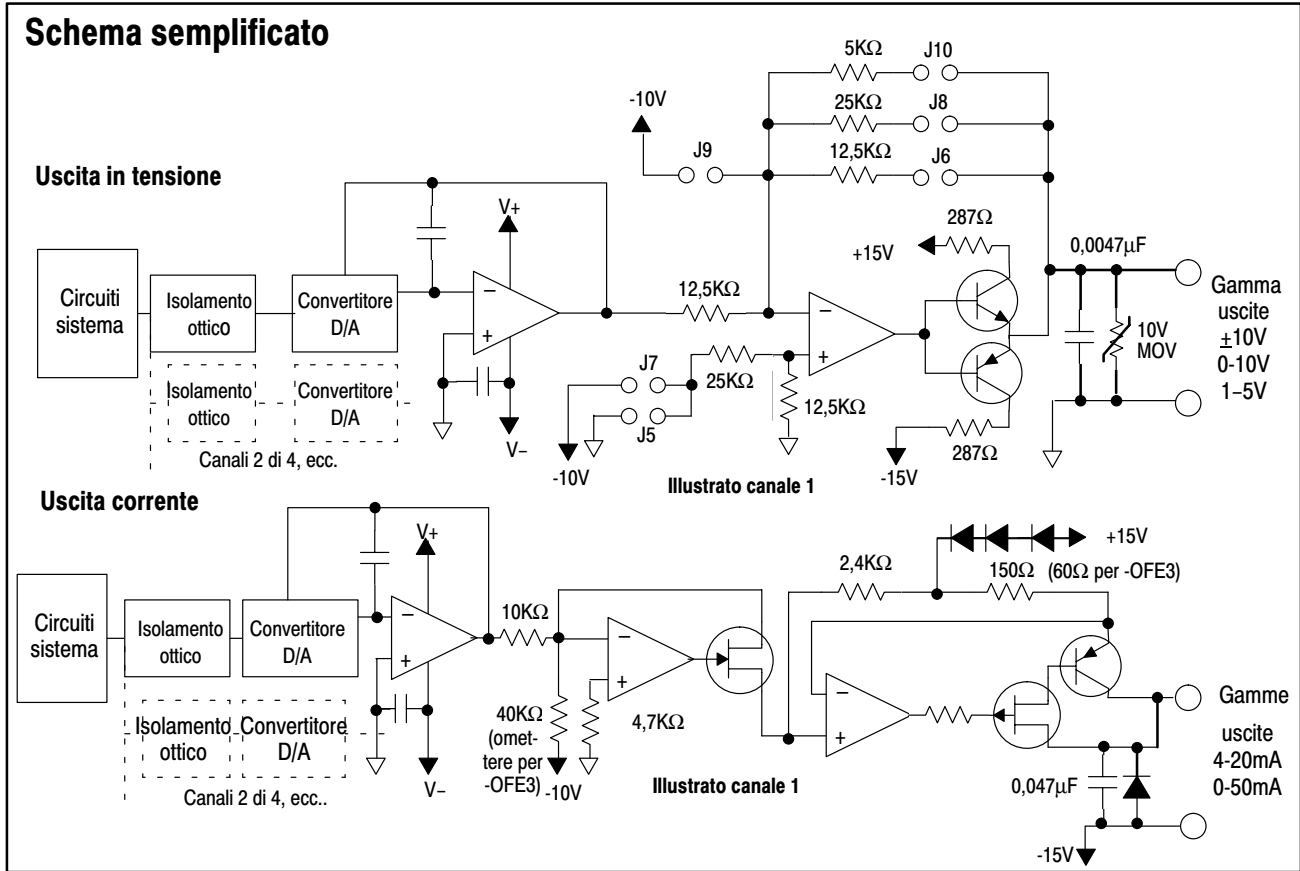 Schema semplificato
5KΩ
J10
-10V
25KΩ
J8
J9
12,5KΩ
J6
Uscita in tensione
V+
287Ω
+15V
0,0047µF
Circuiti
sistema
Isolamento
ottico
Convertitore
D/A
−
+
12,5KΩ
−
+
10V
MOV
Gamma
uscite
±10V
0-10V
1–5V
J7
25KΩ
12,5KΩ
J5
Isolamento
ottico
Convertitore
D/A
V–
-10V
-15V
287Ω
Canali 2 di 4, ecc.
Illustrato canale 1
Uscita corrente
V+
+15V
2,4KΩ
150Ω
(60Ω per -OFE3)
Circuiti
sistema
Isolamento
ottico
Convertitore
D/A
−
+
10KΩ
−
+
−
+
40KΩ
(omet-
tere per
-OFE3)
4,7KΩ
-10V
Gamme
uscite
4-20mA
0-50mA
Isolamento
ottico
Convertitore
D/A
V–
Canali 2 di 4, ecc..
Illustrato canale 1
0,047µF
-15V